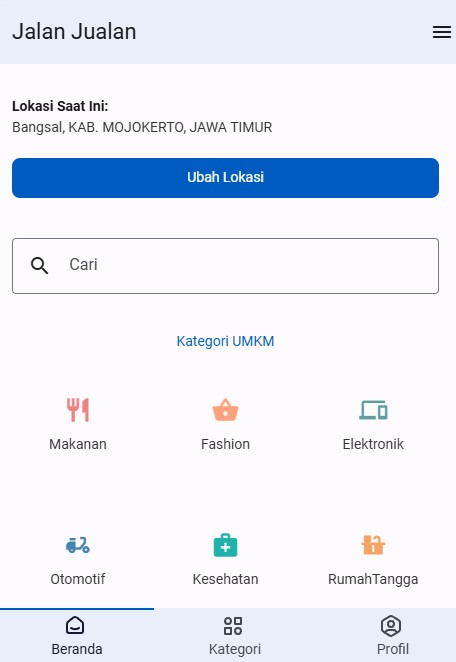 Jalan Jualan
Lokasi Saat Ini:
Bangsal, KAB. MOJOKERTO, JAWA TIMUR
Ubah Lokasi
Cari
Kategori UMKM
Makanan Fashion Elektronik
Otomotif Kesehatan RumahTangga
Beranda Kategori Profil